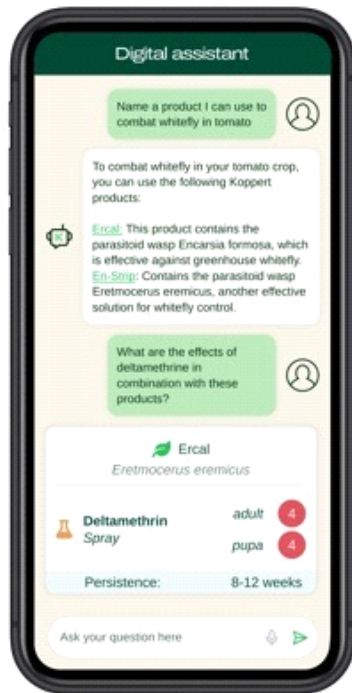 Digital assistant
Name a product I can use to
combat whitefly in tomato
To combat whitefly in your tomato crop,
you can use the following Koppert
products:
Ercal: This product contains the
parasitoid wasp Encarsia formosa, which
is effective against greenhouse whitefly.
En-Strip: Contains the parasitoid wasp
Eretmocerus eremicus, another effective
solution for whitefly control.
What are the effects of
deltamethrine in
combination with these
products?
Ercal
Eretmocerus eremicus
Deltamethrin
Spray
adult 4
pupa 4
Persistence: 8-12 weeks
Ask your question here